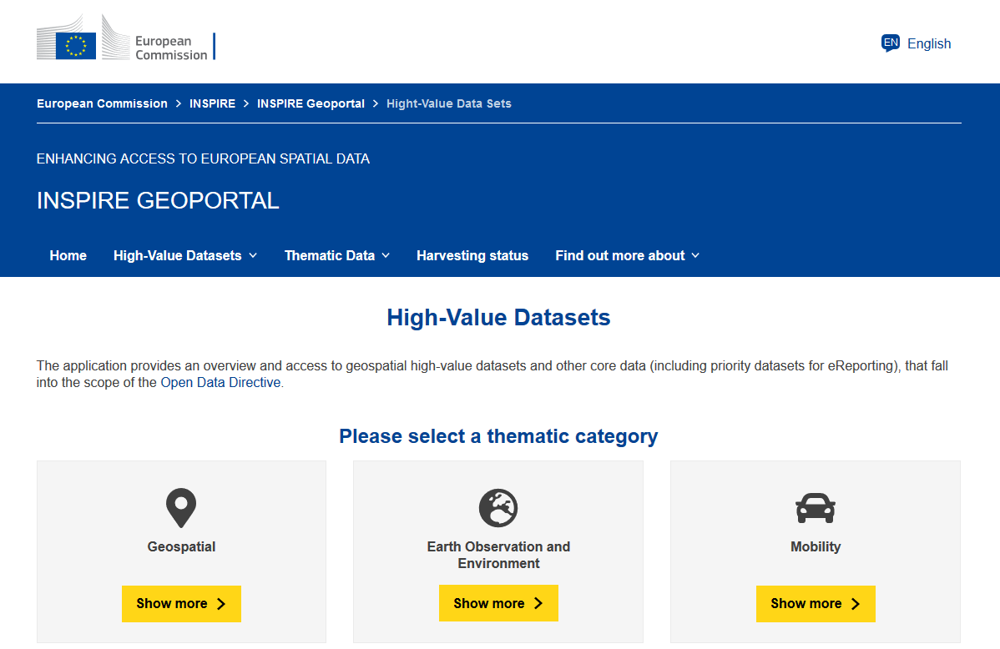 European
Commission
EN English
European Commission > INSPIRE > INSPIRE Geoportal > Hight-Value Data Sets
ENHANCING ACCESS TO EUROPEAN SPATIAL DATA
INSPIRE GEOPORTAL
Home High-Value Datasets Thematic Data Harvesting status Find out more about
High-Value Datasets
The application provides an overview and access to geospatial high-value datasets and other core data (including priority datasets for eReporting), that fall
into the scope of the Open Data Directive.
Please select a thematic category
Geospatial
Show more
Earth Observation and
Environment
Show more
Mobility
Show more